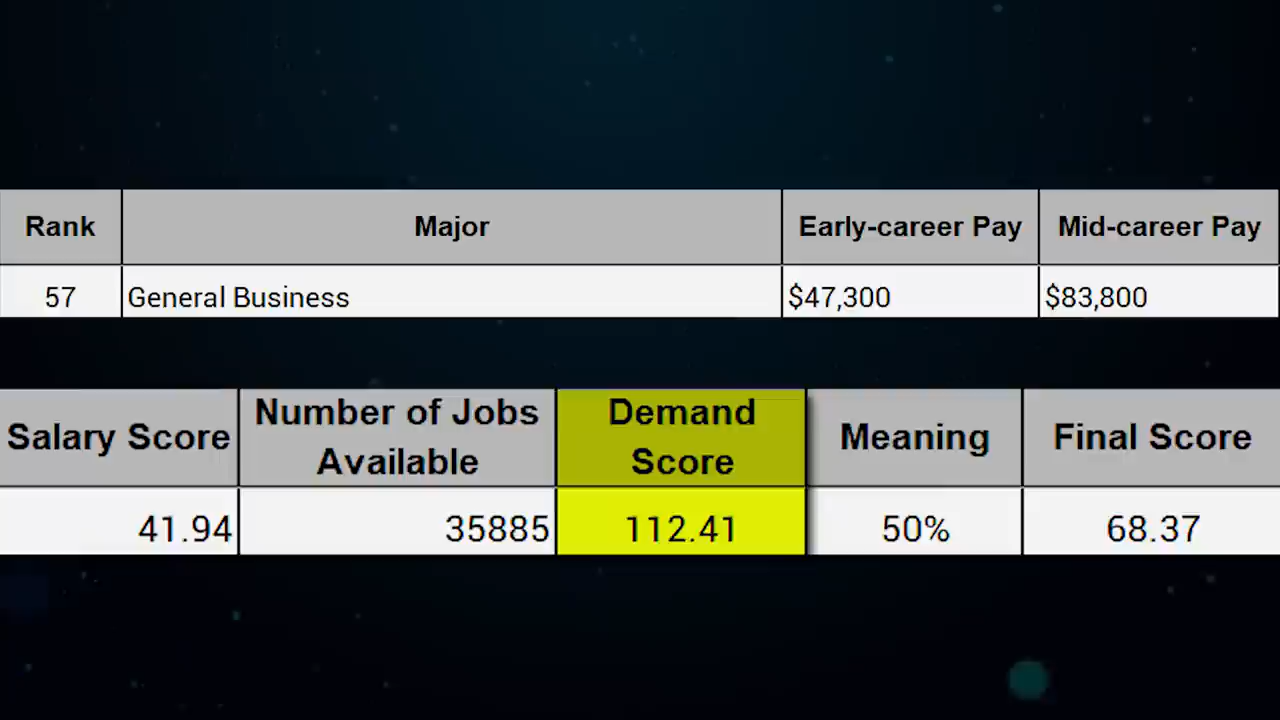 Rank Major Early-career Pay Mid-career Pay
57 General Business $47,300 $83,800
Salary Score Number of Jobs Available Demand Score Meaning Final Score
41.94 35885 112.41 50% 68.37